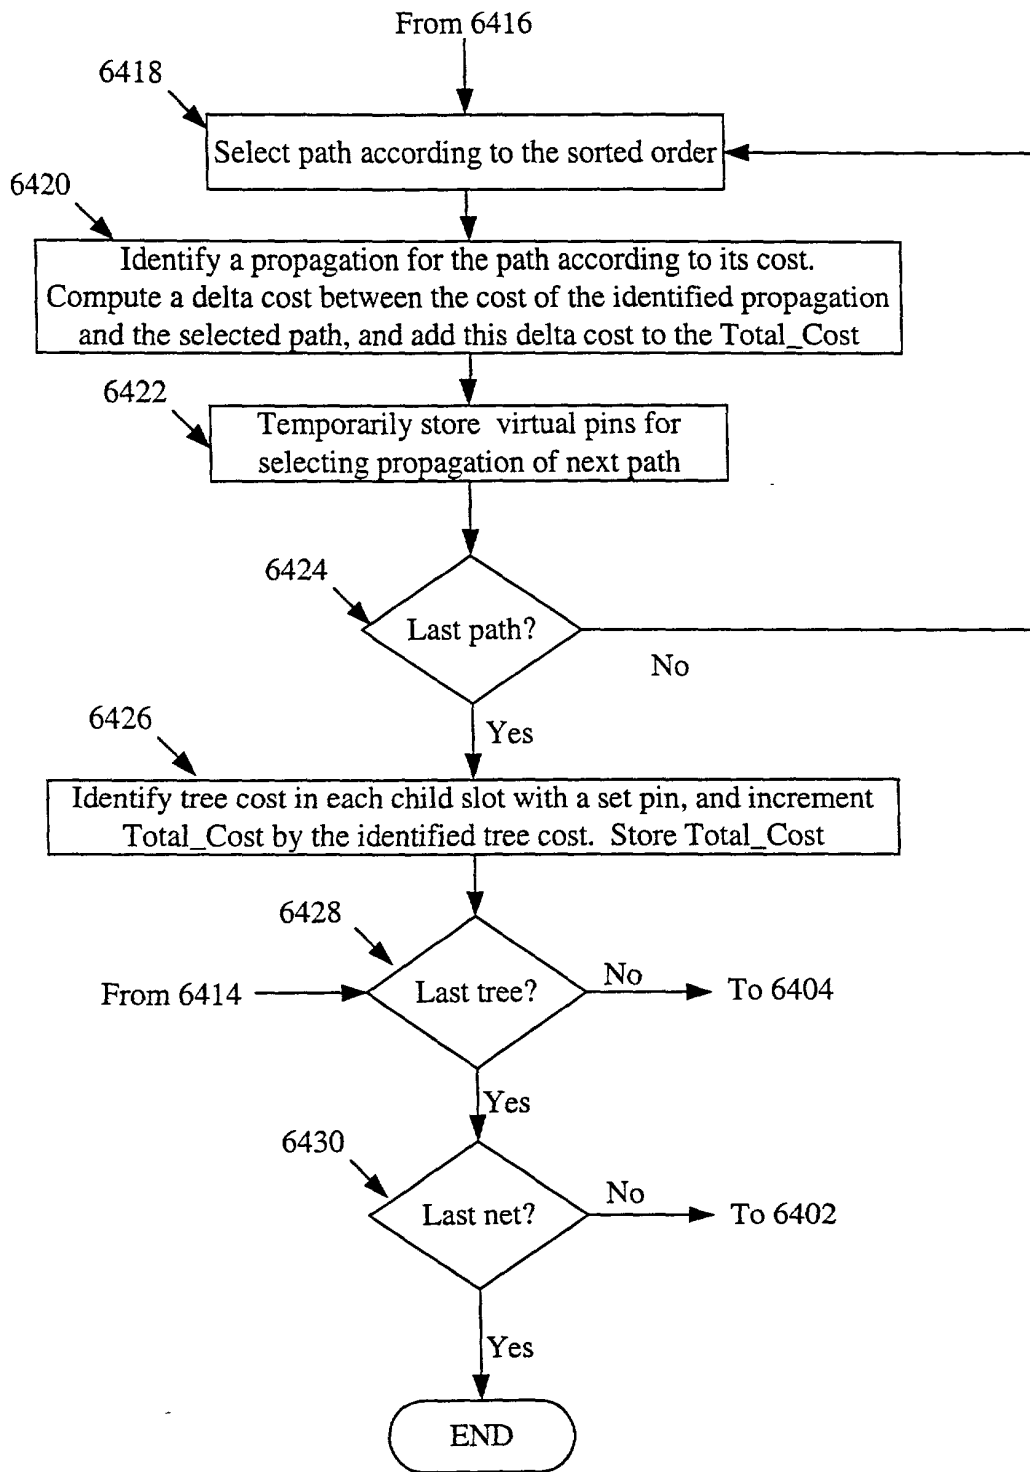 From 6416
6418
Select path according to the sorted order
6420
Identify a propagation for the path according to its cost.
Compute a delta cost between the cost of the identified propagation
and the selected path, and add this delta cost to the Total_Cost
6422
Temporarily store virtual pins for
selecting propagation of next path
6424
Last path?
No
Yes
6426
Identify tree cost in each child slot with a set pin, and increment
Total_Cost by the identified tree cost. Store Total_Cost
6428
From 6414
Last tree?
No
To 6404
Yes
6430
Last net?
No
To 6402
Yes
END